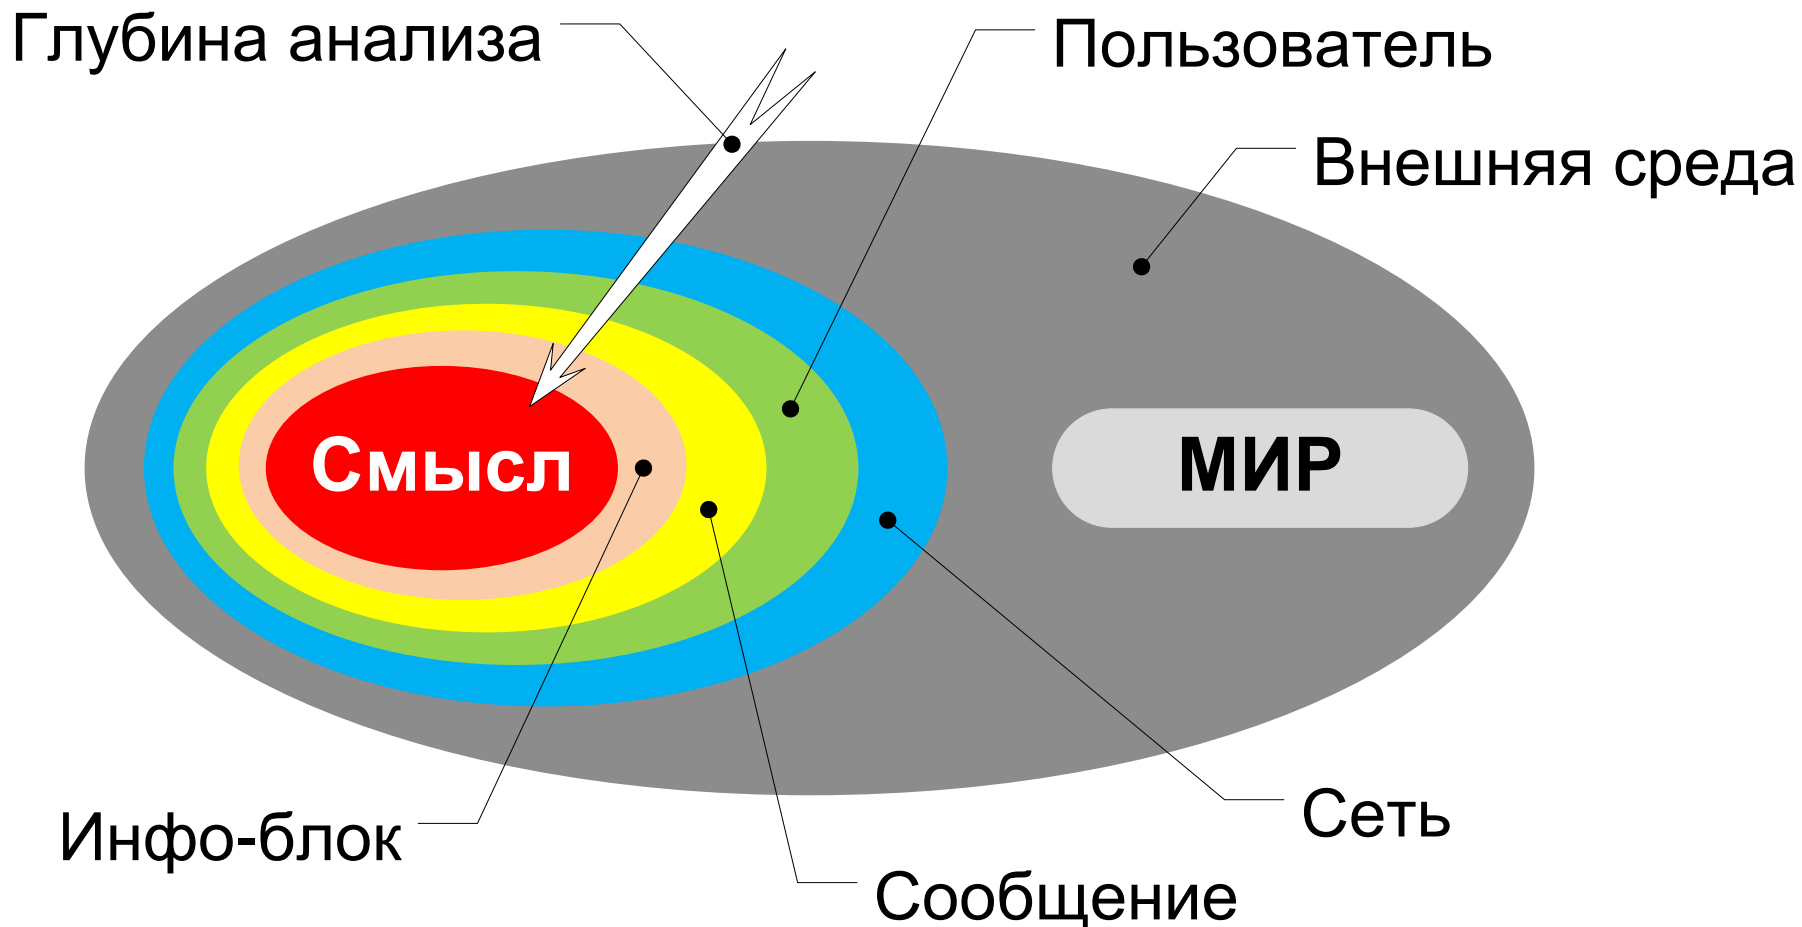 Глубина анализа
Пользователь
Внешняя среда
Смысл
МИР
Инфо-блок
Сеть
Сообщение